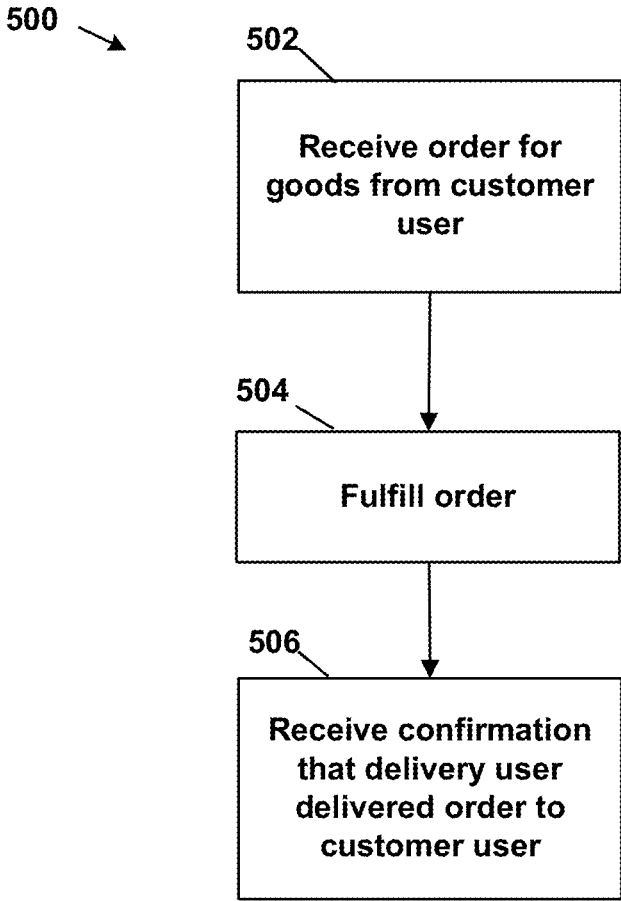 500
502
Receive order for
goods from customer
user
504
Fulfill order
506
Receive confirmation
that delivery user
delivered order to
customer user